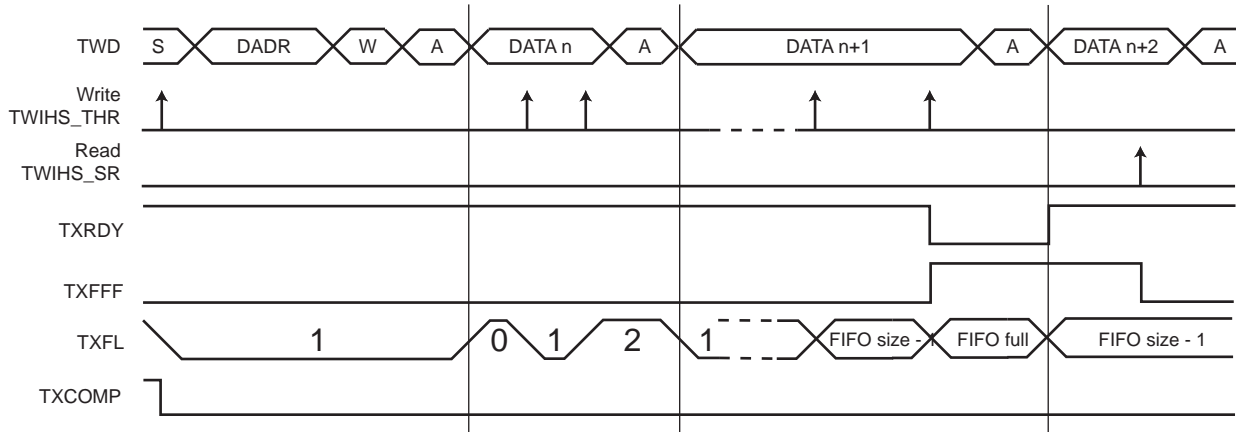 TWD S DADR W A DATA n A DATA n+1 A DATA n+2 A
Write
TWIHS_THR
Read
TWIHS_SR
TXRDY
TXFFF
TXFL 1 0 1 2 1 FIFO size - 1 FIFO full FIFO size - 1
TXCOMP